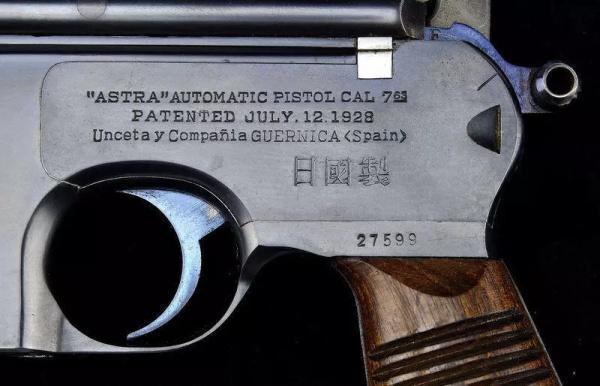 "ASTRA" AUTOMATIC PISTOL CAL 763
PATENTED JULY. 12. 1928
Unceta y Compañia GUERNICA <Spain>
日國製
27599